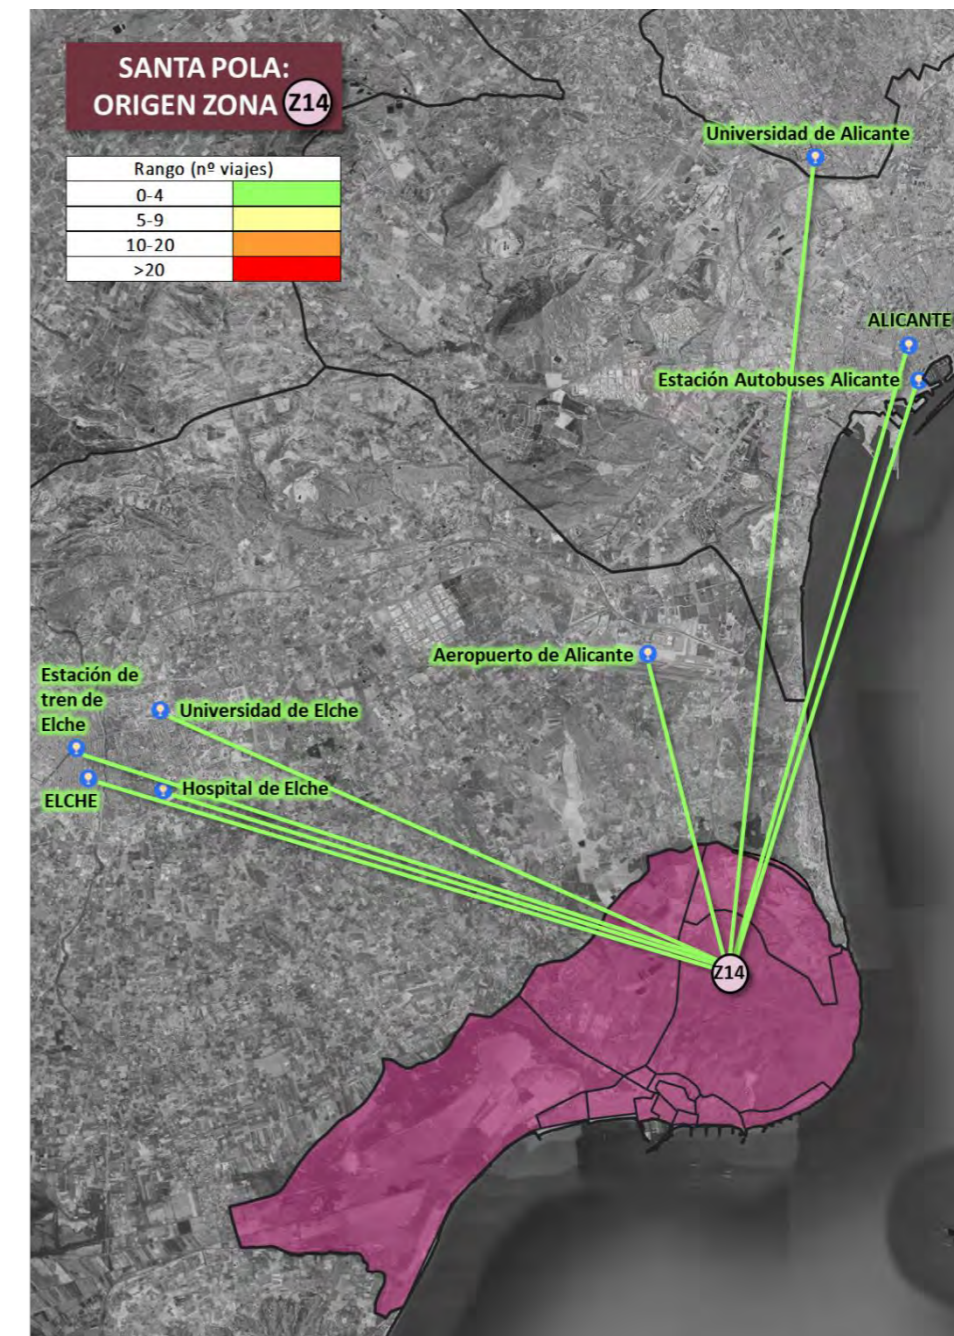 SANTA POLA:
ORIGEN ZONA Z14
Rango (nº viajes)
0-4
5-9
10-20
>20
Universidad de Alicante
ALICANTE
Estación Autobuses Alicante
Aeropuerto de Alicante
Estación de
tren de
Elche
Universidad de Elche
Hospital de Elche
ELCHE
Z14